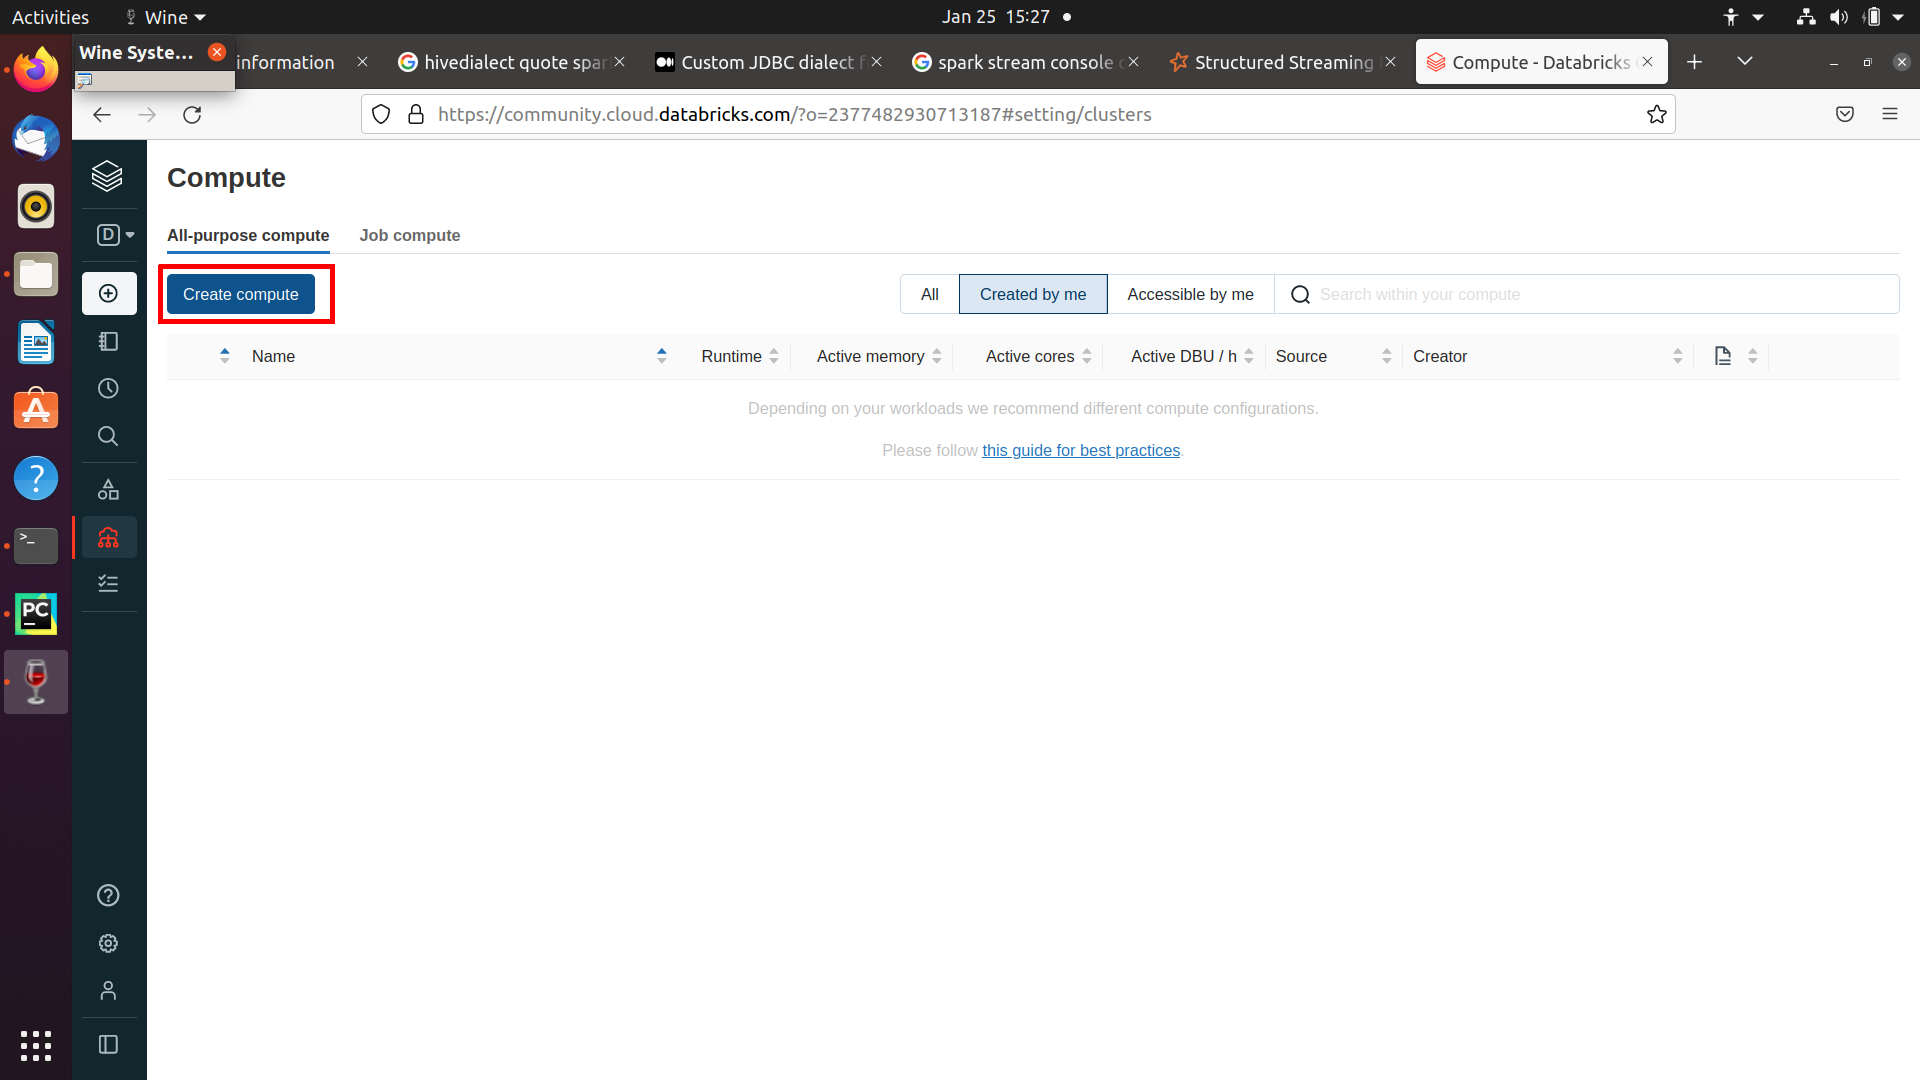 Activities
Wine
Jan 25 15:27
Wine Syste...
information
hivedialect quote spar
Custom JDBC dialect f
spark stream console
Structured Streaming
Compute - Databricks
https://community.cloud.databricks.com/?o=2377482930713187#setting/clusters
D
Compute
All-purpose compute
Job compute
Create compute
All
Created by me
Accessible by me
Search within your compute
Name
Runtime
Active memory
Active cores
Active DBU / h
Source
Creator
Depending on your workloads we recommend different compute configurations.
Please follow this guide for best practices.
>_
PC